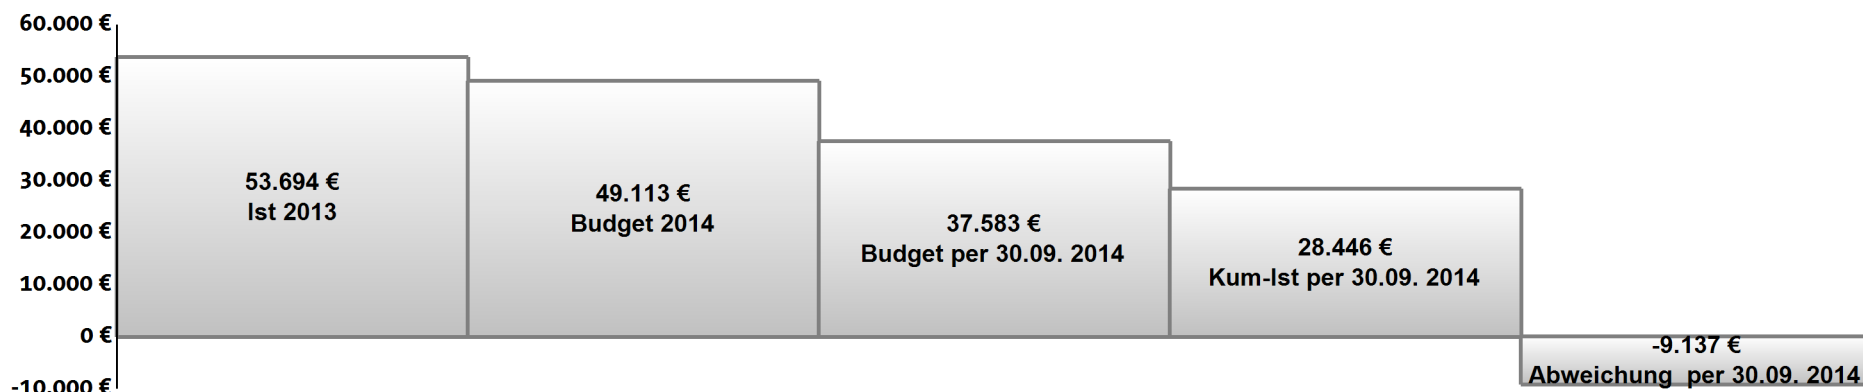 60.000 €
50.000 €
40.000 €
30.000 €
20.000 €
10.000 €
0 €
-10.000 €
53.694 €
Ist 2013
49.113 €
Budget 2014
37.583 €
Budget per 30.09. 2014
28.446 €
Kum-Ist per 30.09. 2014
-9.137 €
Abweichung  per 30.09. 2014